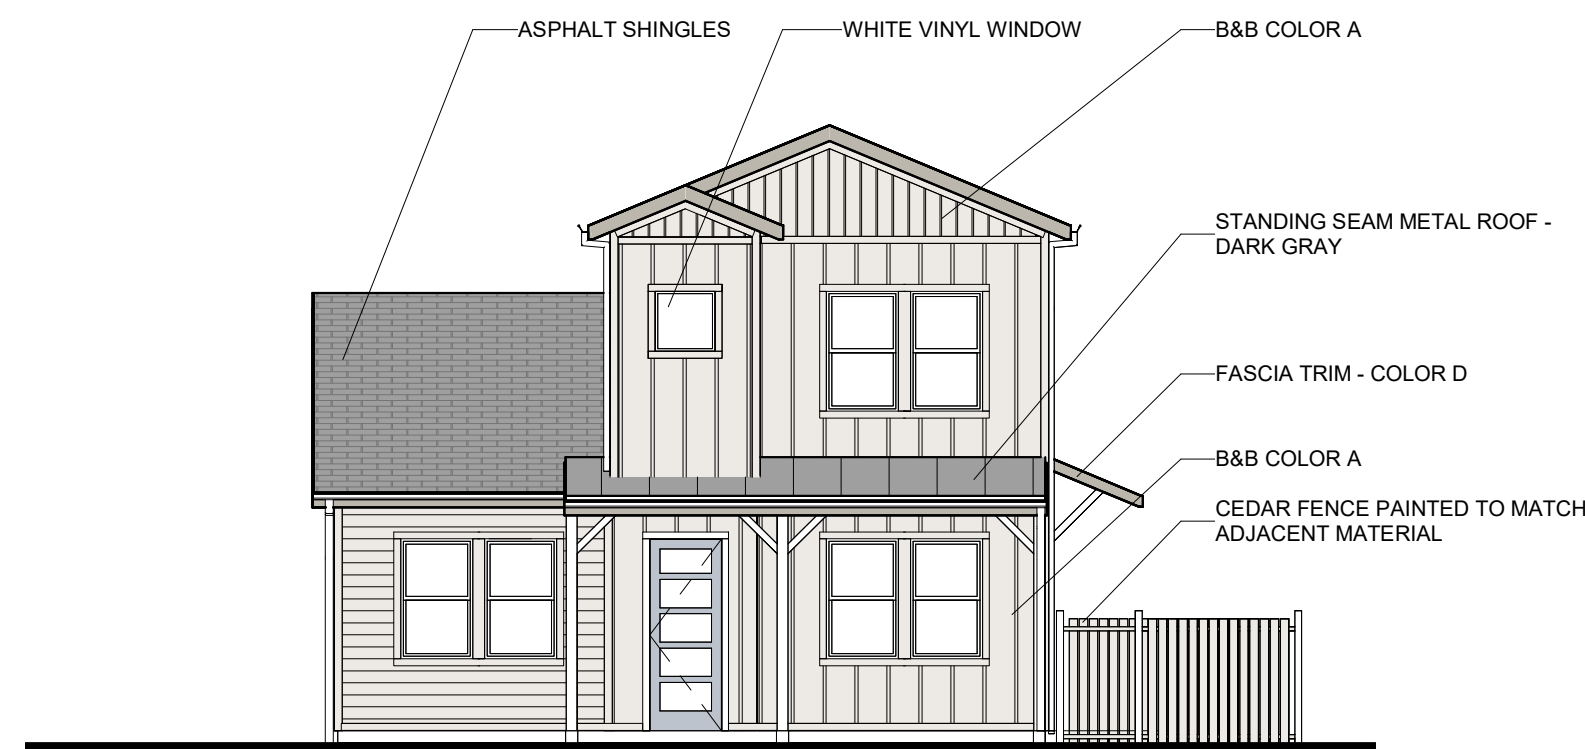 ASPHALT SHINGLES
WHITE VINYL WINDOW
B&B COLOR A
STANDING SEAM METAL ROOF -
DARK GRAY
FASCIA TRIM - COLOR D
B&B COLOR A
CEDAR FENCE PAINTED TO MATCH
ADJACENT MATERIAL